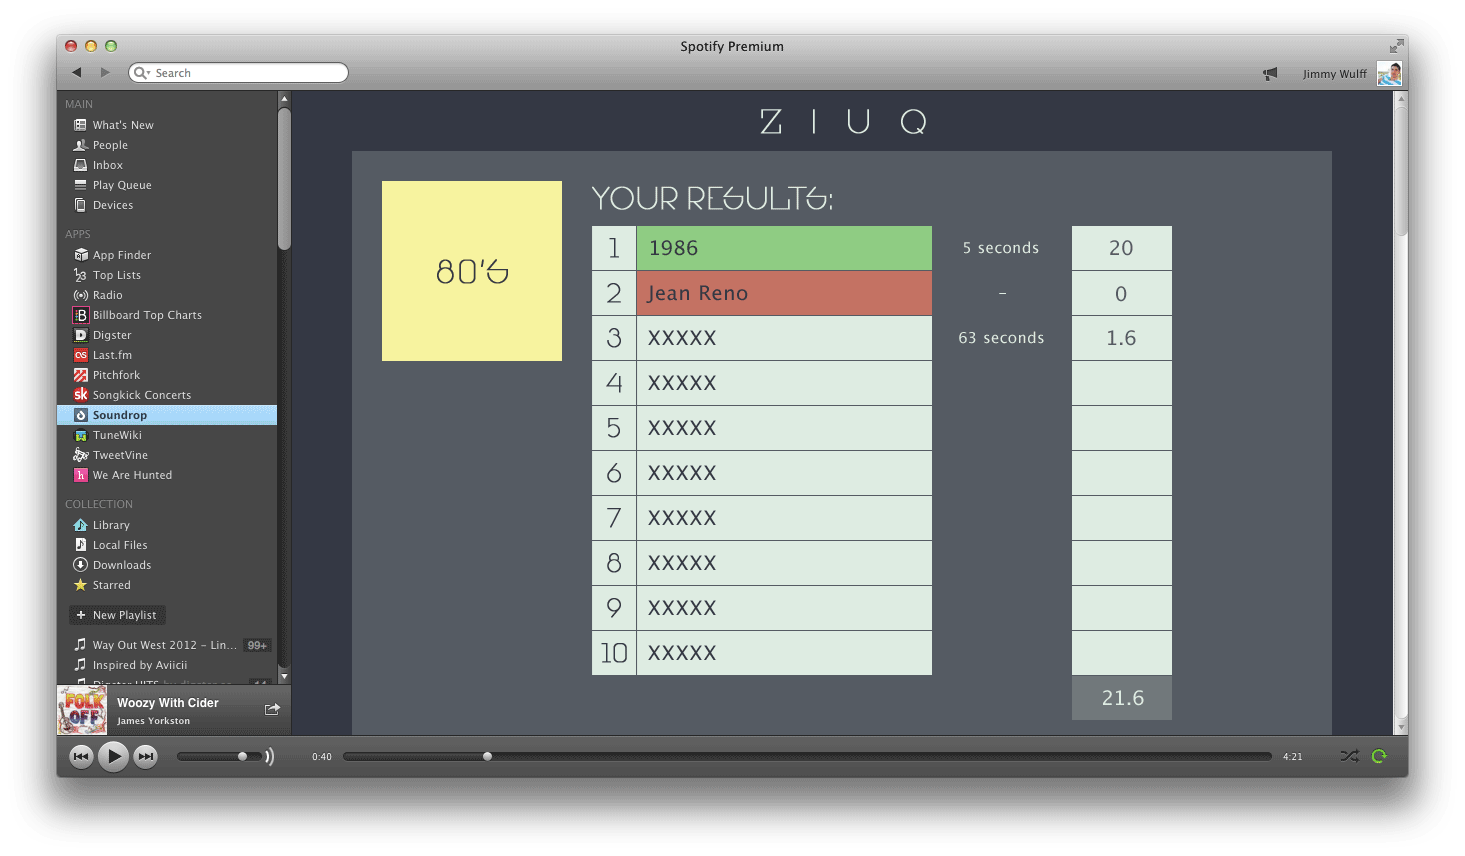 Spotify Premium
Search
Jimmy Wulff
MAIN
What's New
People
Inbox
Play Queue
Devices
APPS
App Finder
Top Lists
Radio
Billboard Top Charts
Digster
Last.fm
Pitchfork
Songkick Concerts
Soundrop
TuneWiki
TweetVine
We Are Hunted
COLLECTION
Library
Local Files
Downloads
Starred
+ New Playlist
Way Out West 2012 – Lin... 99+
Inspired by Aviicii
FOLK
OFF
Woozy With Cider
James Yorkston
ZIUQ
80'S
YOUR RESULTS:
1 1986 5 seconds 20
2 Jean Reno – 0
3 XXXXX 63 seconds 1.6
4 XXXXX
5 XXXXX
6 XXXXX
7 XXXXX
8 XXXXX
9 XXXXX
10 XXXXX
21.6
0:40
4:21